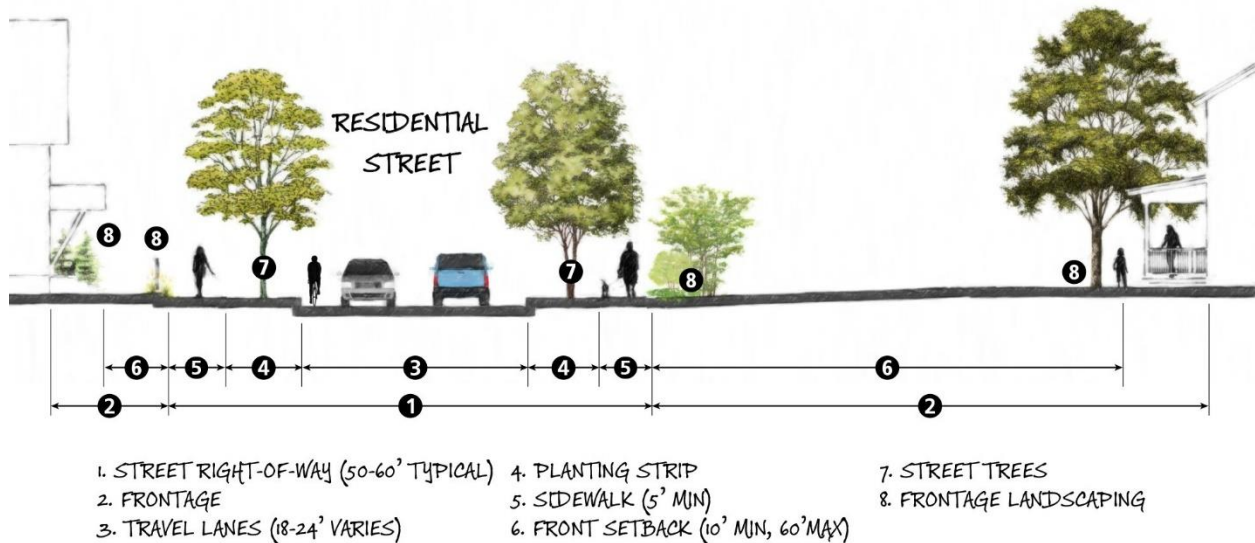 RESIDENTIAL
STREET
8
8
7
7
8
8
6
5
4
3
4
5
6
2
1
2
1. STREET RIGHT-OF-WAY (50-60' TYPICAL)
2. FRONTAGE
3. TRAVEL LANES (18-24' VARIES)
4. PLANTING STRIP
5. SIDEWALK (5' MIN)
6. FRONT SETBACK (10' MIN, 60'MAX)
7. STREET TREES
8. FRONTAGE LANDSCAPING